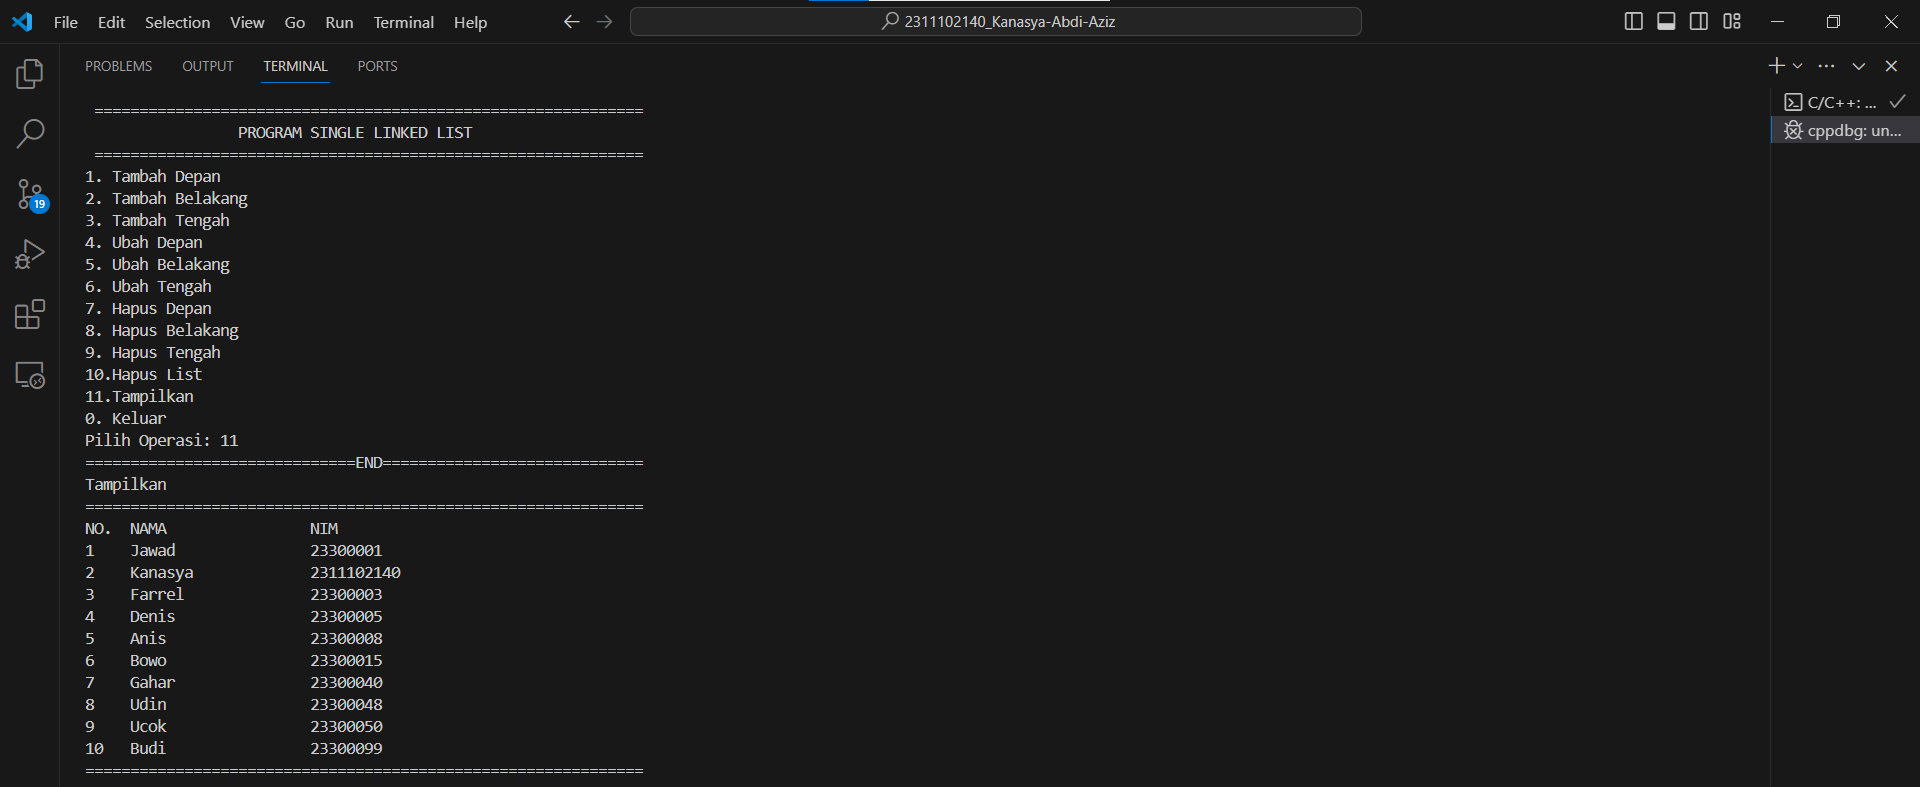 File Edit Selection View Go Run Terminal Help 2311102140_Kanasya-Abdi-Aziz
PROBLEMS OUTPUT TERMINAL PORTS
=============================================================
PROGRAM SINGLE LINKED LIST
=============================================================
1. Tambah Depan
2. Tambah Belakang
3. Tambah Tengah
4. Ubah Depan
5. Ubah Belakang
6. Ubah Tengah
7. Hapus Depan
8. Hapus Belakang
9. Hapus Tengah
10.Hapus List
11.Tampilkan
0. Keluar
Pilih Operasi: 11
==============================END=============================
Tampilkan
==============================================================
NO. NAMA NIM
1 Jawad 23300001
2 Kanasya 2311102140
3 Farrel 23300003
4 Denis 23300005
5 Anis 23300008
6 Bowo 23300015
7 Gahar 23300040
8 Udin 23300048
9 Ucok 23300050
10 Budi 23300099
==============================================================
C/C++: ...
cppdbg: un...
19